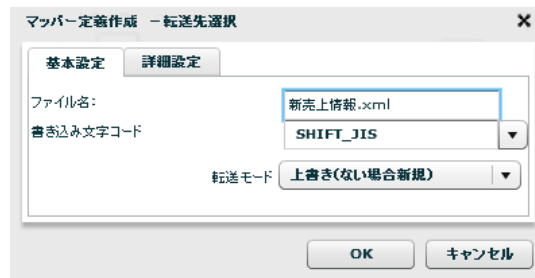 マッパー定義作成 －転送先選択
基本設定 詳細設定
ファイル名: 新売上情報.xml
書き込み文字コード SHIFT_JIS
転送モード 上書き(ない場合新規)
OK キャンセル